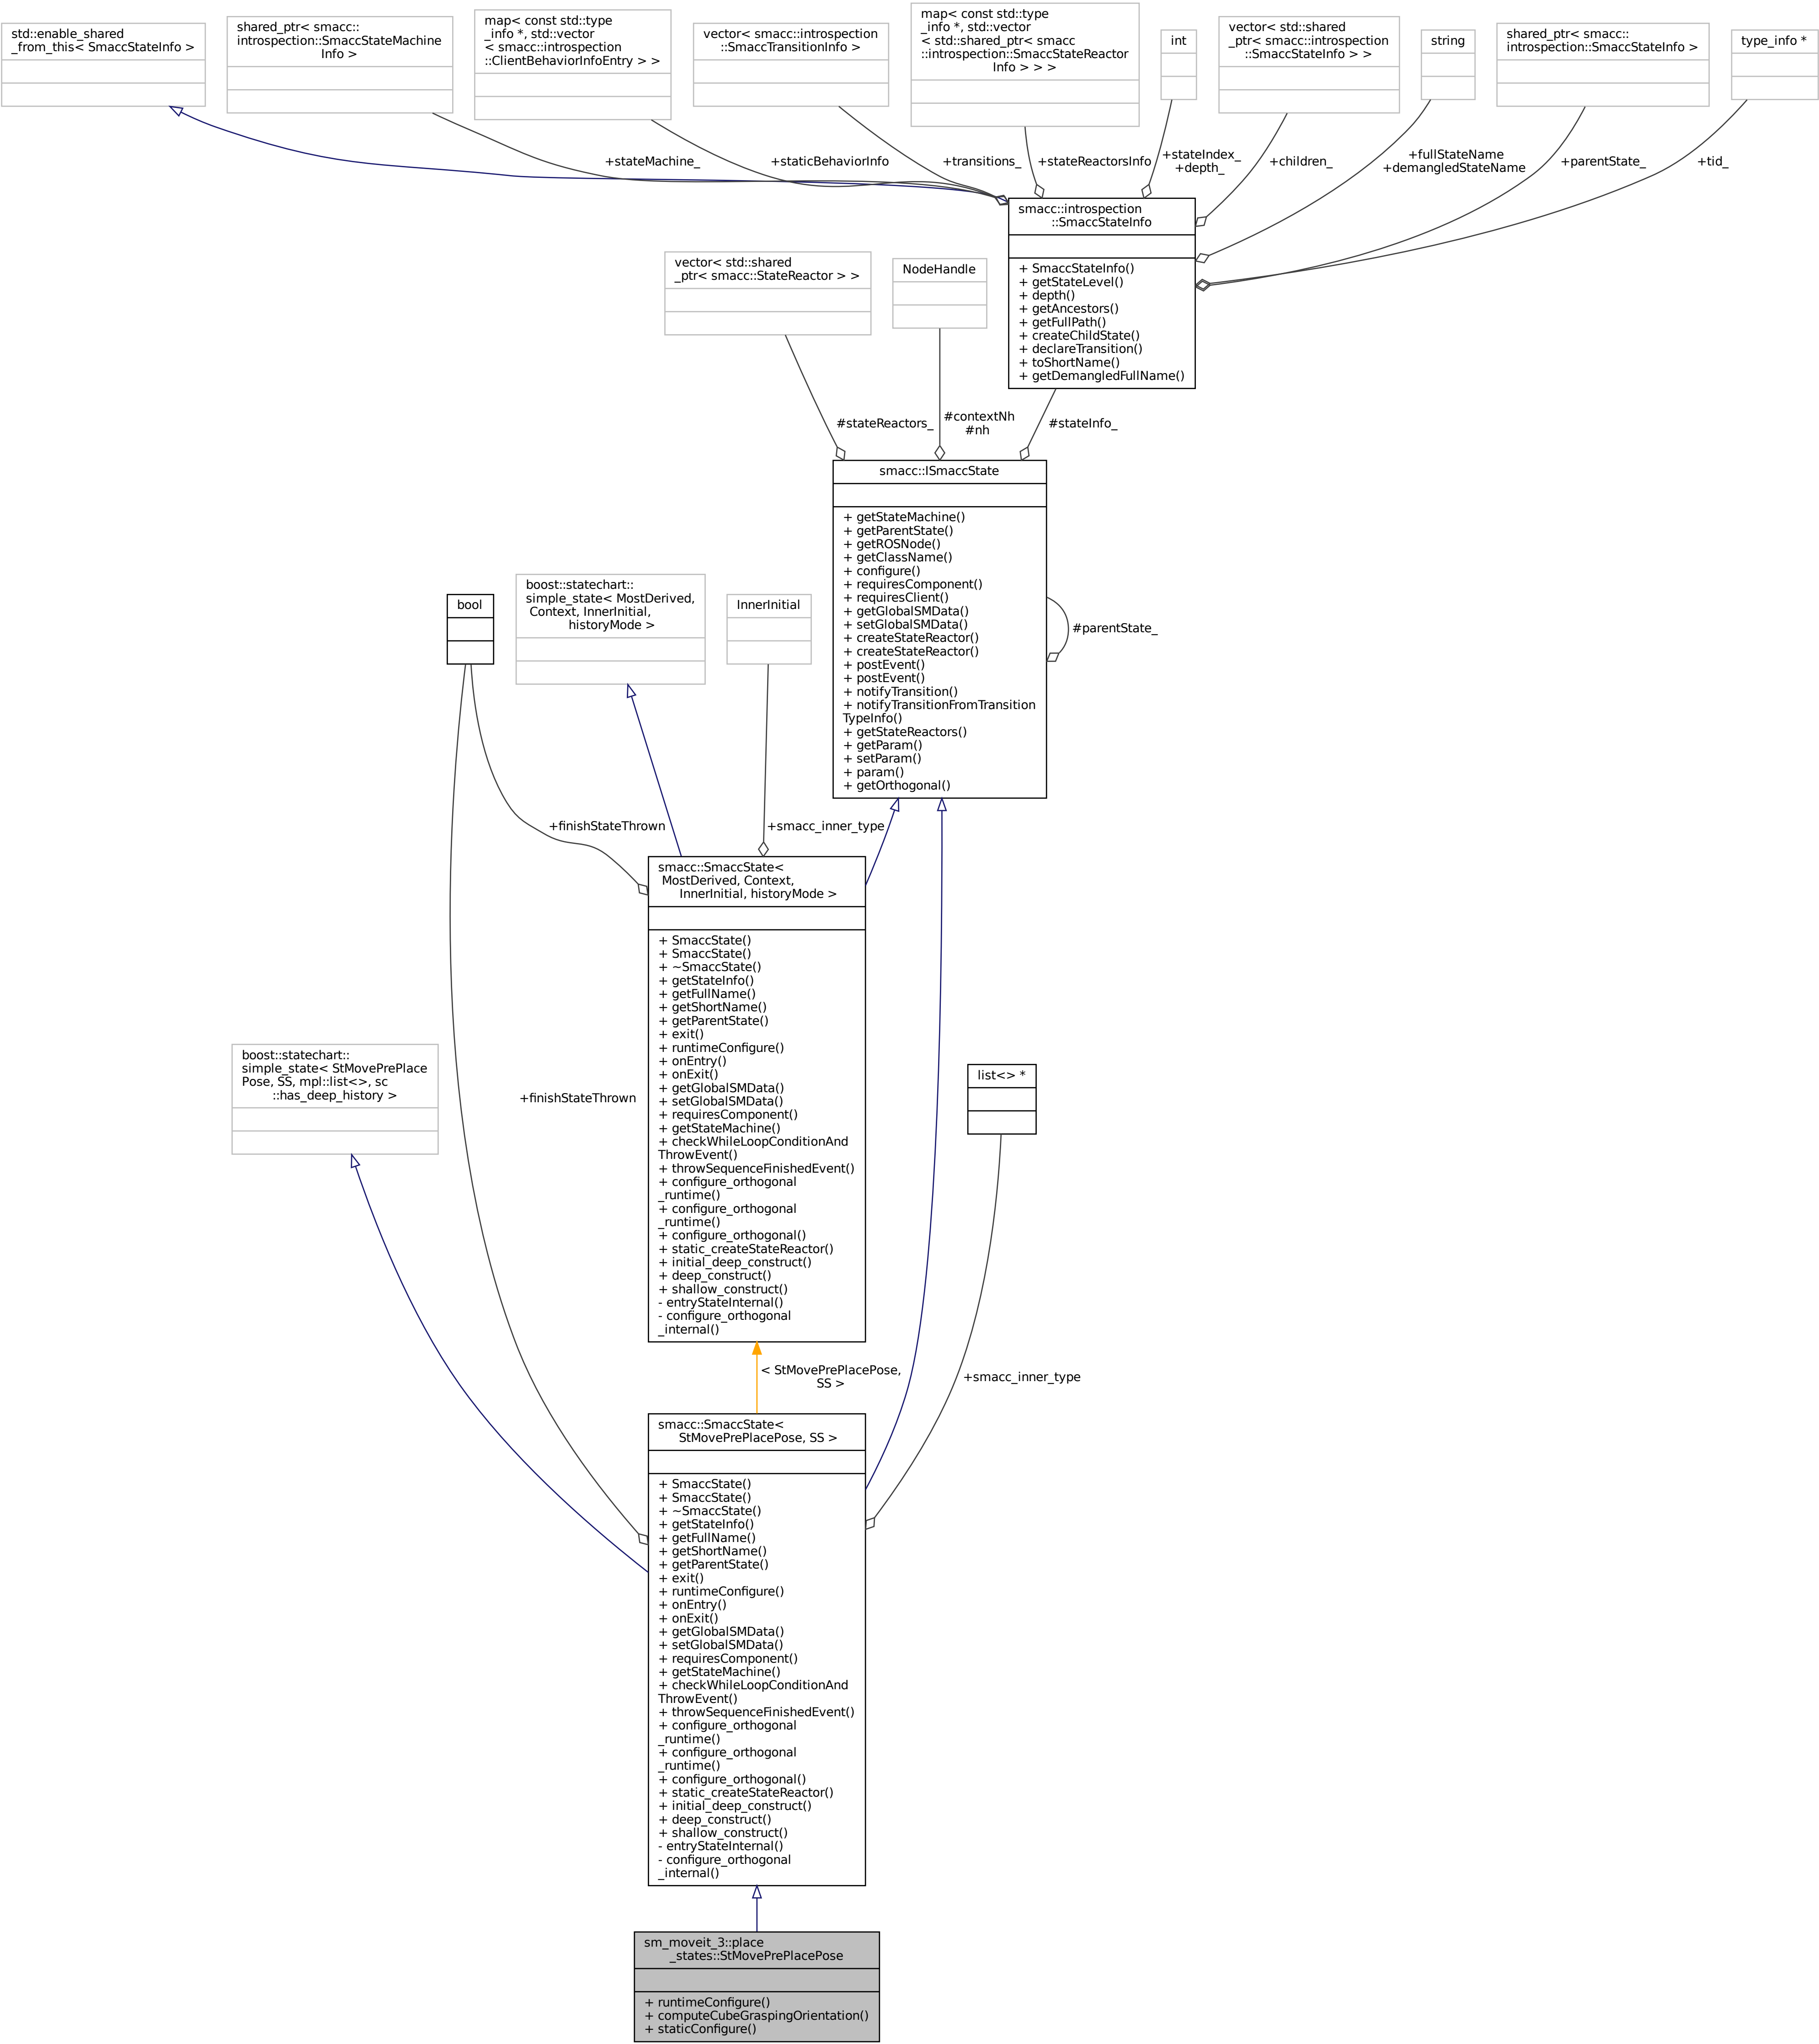 std::enable_shared
_from_this< SmaccStateInfo >
shared_ptr< smacc::
introspection::SmaccStateMachine
Info >
map< const std::type
_info *, std::vector
< smacc::introspection
::ClientBehaviorInfoEntry > >
vector< smacc::introspection
::SmaccTransitionInfo >
map< const std::type
_info *, std::vector
< std::shared_ptr< smacc
::introspection::SmaccStateReactor
Info > > >
int
vector< std::shared
_ptr< smacc::introspection
::SmaccStateInfo > >
string
shared_ptr< smacc::
introspection::SmaccStateInfo >
type_info *
+stateMachine_
+staticBehaviorInfo
+transitions_
+stateReactorsInfo
+stateIndex_
+depth_
+children_
+fullStateName
+demangledStateName
+parentState_
+tid_
smacc::introspection
::SmaccStateInfo
+ SmaccStateInfo()
+ getStateLevel()
+ depth()
+ getAncestors()
+ getFullPath()
+ createChildState()
+ declareTransition()
+ toShortName()
+ getDemangledFullName()
vector< std::shared
_ptr< smacc::StateReactor > >
NodeHandle
#stateReactors_
#contextNh
#nh
#stateInfo_
smacc::ISmaccState
+ getStateMachine()
+ getParentState()
+ getROSNode()
+ getClassName()
+ configure()
+ requiresComponent()
+ requiresClient()
+ getGlobalSMData()
+ setGlobalSMData()
+ createStateReactor()
+ createStateReactor()
+ postEvent()
+ postEvent()
+ notifyTransition()
+ notifyTransitionFromTransition
TypeInfo()
+ getStateReactors()
+ getParam()
+ setParam()
+ param()
+ getOrthogonal()
#parentState_
bool
boost::statechart::
simple_state< MostDerived,
Context, InnerInitial,
historyMode >
InnerInitial
+finishStateThrown
+smacc_inner_type
smacc::SmaccState<
MostDerived, Context,
InnerInitial, historyMode >
+ SmaccState()
+ SmaccState()
+ ~SmaccState()
+ getStateInfo()
+ getFullName()
+ getShortName()
+ getParentState()
+ exit()
+ runtimeConfigure()
+ onEntry()
+ onExit()
+ getGlobalSMData()
+ setGlobalSMData()
+ requiresComponent()
+ getStateMachine()
+ checkWhileLoopConditionAnd
ThrowEvent()
+ throwSequenceFinishedEvent()
+ configure_orthogonal
_runtime()
+ configure_orthogonal
_runtime()
+ configure_orthogonal()
+ static_createStateReactor()
+ initial_deep_construct()
+ deep_construct()
+ shallow_construct()
- entryStateInternal()
- configure_orthogonal
_internal()
boost::statechart::
simple_state< StMovePrePlace
Pose, SS, mpl::list<>, sc
::has_deep_history >
+finishStateThrown
list<> *
< StMovePrePlacePose,
SS >
+smacc_inner_type
smacc::SmaccState<
StMovePrePlacePose, SS >
+ SmaccState()
+ SmaccState()
+ ~SmaccState()
+ getStateInfo()
+ getFullName()
+ getShortName()
+ getParentState()
+ exit()
+ runtimeConfigure()
+ onEntry()
+ onExit()
+ getGlobalSMData()
+ setGlobalSMData()
+ requiresComponent()
+ getStateMachine()
+ checkWhileLoopConditionAnd
ThrowEvent()
+ throwSequenceFinishedEvent()
+ configure_orthogonal
_runtime()
+ configure_orthogonal
_runtime()
+ configure_orthogonal()
+ static_createStateReactor()
+ initial_deep_construct()
+ deep_construct()
+ shallow_construct()
- entryStateInternal()
- configure_orthogonal
_internal()
sm_moveit_3::place
_states::StMovePrePlacePose
+ runtimeConfigure()
+ computeCubeGraspingOrientation()
+ staticConfigure()